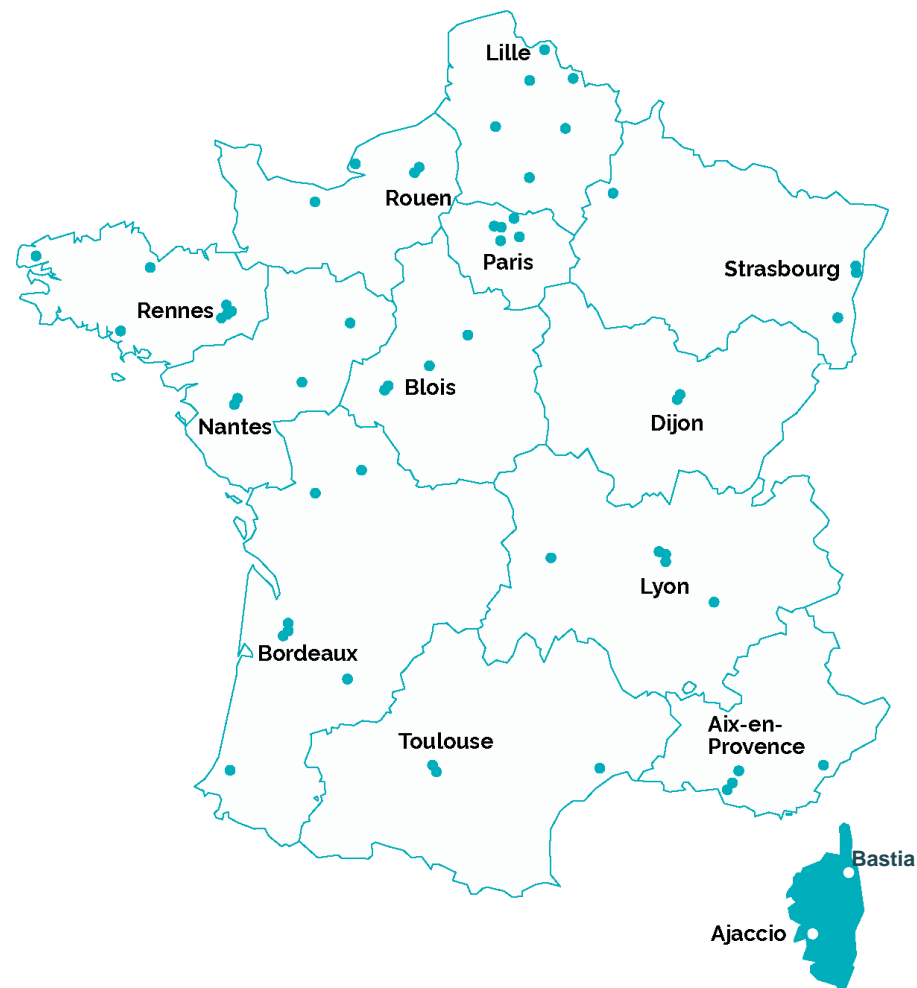 Lille
Rouen
Paris
Strasbourg
Rennes
Blois
Nantes
Dijon
Lyon
Bordeaux
Aix-en-
Provence
Toulouse
Bastia
Ajaccio